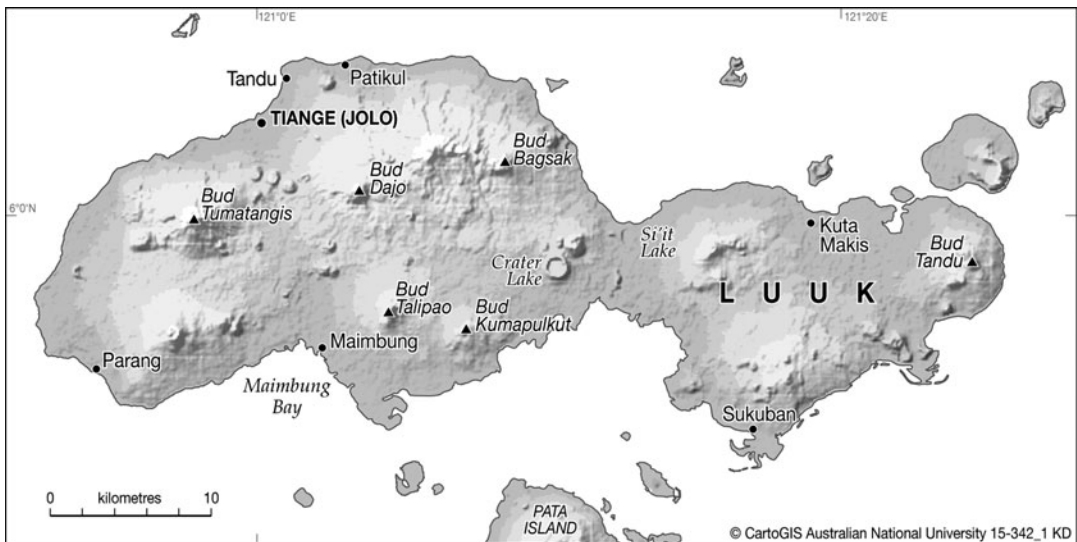 121°0'E
121°20'E
Tandu
Patikul
TIANGE (JOLO)
Bud
Bagsak
Bud
Dajo
Bud
Tumatangis
6°0'N
Si'it
Lake
Kuta
Makis
Bud
Tandu
Crater
Lake
LUUK
Bud
Talipao
Bud
Kumapulkut
Maimbung
Parang
Maimbung
Bay
Sukuban
0 kilometres 10
PATA
ISLAND
© CartoGIS Australian National University 15-342_1 KD